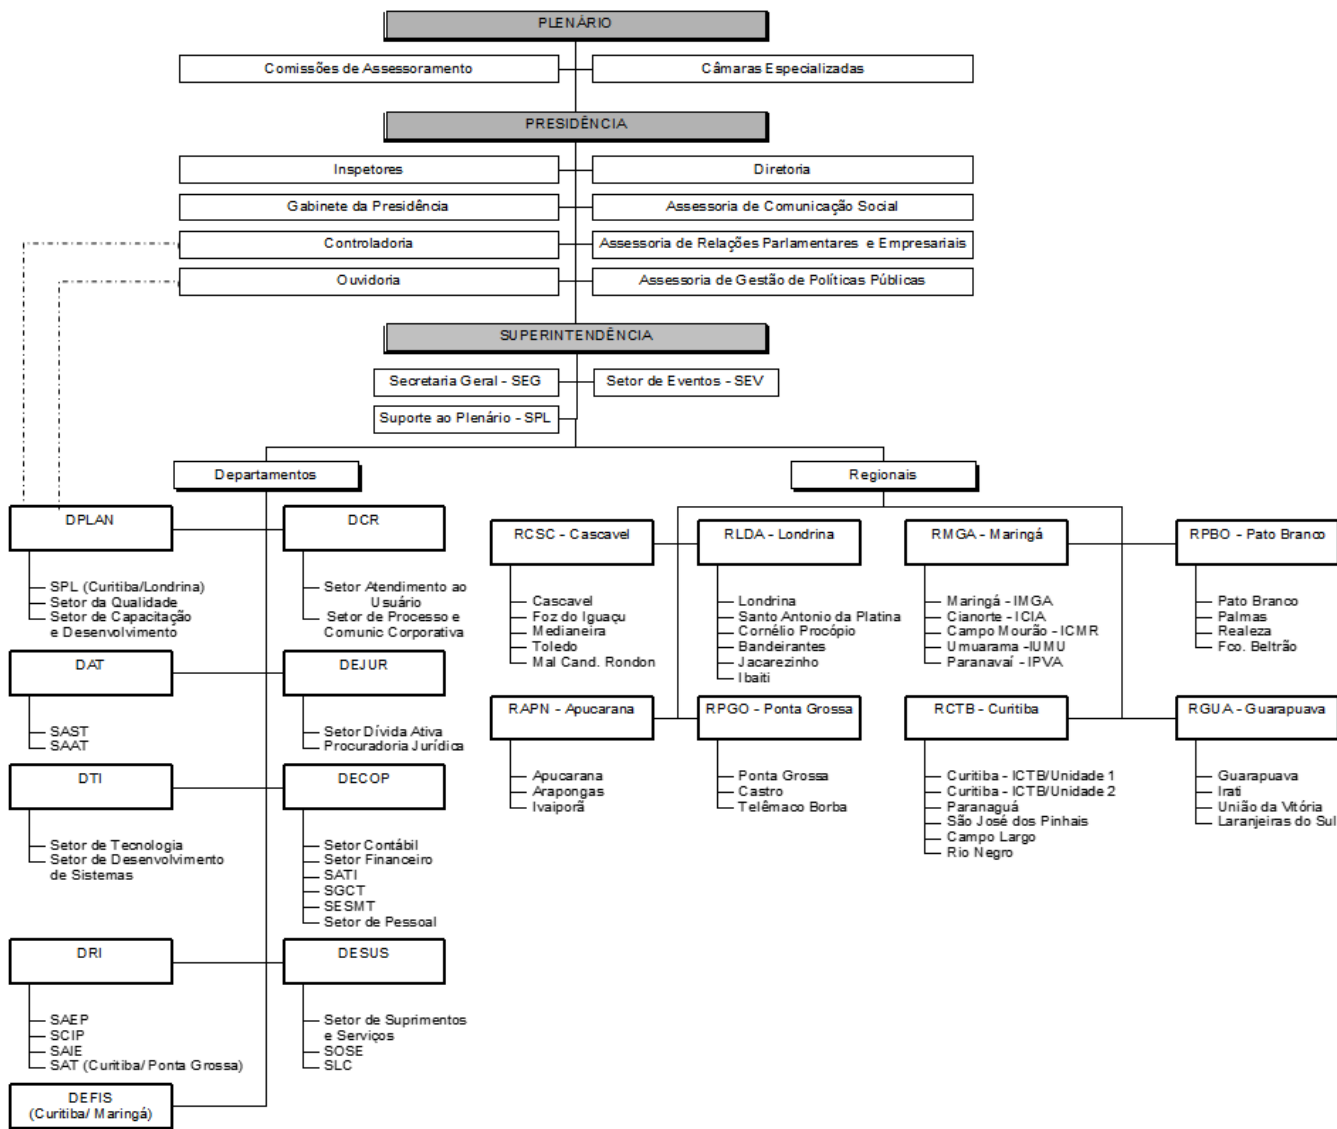 PLENÁRIO
Comissões de Assessoramento
Câmaras Especializadas
PRESIDÊNCIA
Inspetores
Diretoria
Gabinete da Presidência
Assessoria de Comunicação Social
Controladoria
Assessoria de Relações Parlamentares e Empresariais
Ouvidoria
Assessoria de Gestão de Políticas Públicas
SUPERINTENDÊNCIA
Secretaria Geral - SEG
Setor de Eventos - SEV
Suporte ao Plenário - SPL
Departamentos
Regionais
DPLAN
SPL (Curitiba/Londrina)
Setor da Qualidade
Setor de Capacitação
e Desenvolvimento
DCR
Setor Atendimento ao
Usuário
Setor de Processo e
Comunic Corporativa
DAT
SAST
SAAT
DEJUR
Setor Dívida Ativa
Procuradoria Jurídica
DTI
Setor de Tecnologia
Setor de Desenvolvimento
de Sistemas
DECOP
Setor Contábil
Setor Financeiro
SATI
SGCT
SESMT
Setor de Pessoal
DRI
SAEP
SCIP
SAIE
SAT (Curitiba/ Ponta Grossa)
DESUS
Setor de Suprimentos
e Serviços
SOSE
SLC
DEFIS
(Curitiba/ Maringá)
RCSC - Cascavel
Cascavel
Foz do Iguaçu
Medianeira
Toledo
Mal Cand. Rondon
RLDA - Londrina
Londrina
Santo Antonio da Platina
Cornélio Procópio
Bandeirantes
Jacarezinho
Ibaiti
RMGA - Maringá
Maringá - IMGA
Cianorte - ICIA
Campo Mourão - ICMR
Umuarama -IUMU
Paranavaí - IPVA
RPBO - Pato Branco
Pato Branco
Palmas
Realeza
Fco. Beltrão
RAPN - Apucarana
Apucarana
Arapongas
Ivaiporã
RPGO - Ponta Grossa
Ponta Grossa
Castro
Telêmaco Borba
RCTB - Curitiba
Curitiba - ICTB/Unidade 1
Curitiba - ICTB/Unidade 2
Paranaguá
São José dos Pinhais
Campo Largo
Rio Negro
RGUA - Guarapuava
Guarapuava
Irati
União da Vitória
Laranjeiras do Sul